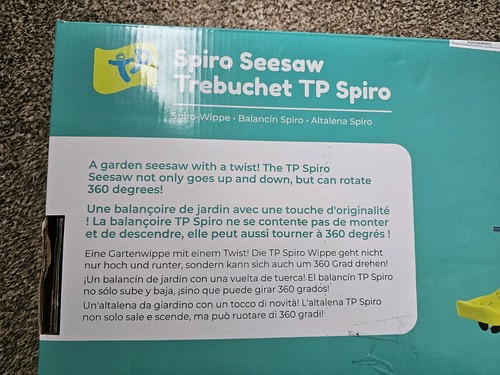 Spiro Seesaw
Trebuchet TP Spiro
Spiro-Wippe • Balancín Spiro • Altalena Spiro
A garden seesaw with a twist! The TP Spiro
Seesaw not only goes up and down, but can rotate
360 degrees!
Une balançoire de jardin avec une touche d'originalité
! La balançoire TP Spiro ne se contente pas de monter
et de descendre, elle peut aussi tourner à 360 degrés !
Eine Gartenwippe mit einem Twist! Die TP Spiro Wippe geht nicht
nur hoch und runter, sondern kann sich auch um 360 Grad drehen!
¡Un balancín de jardín con una vuelta de tuerca! El balancín TP Spiro
no sólo sube y baja, ¡sino que puede girar 360 grados!
Un'altalena da giardino con un tocco di novità! L'altalena TP Spiro
non solo sale e scende, ma può ruotare di 360 gradi!